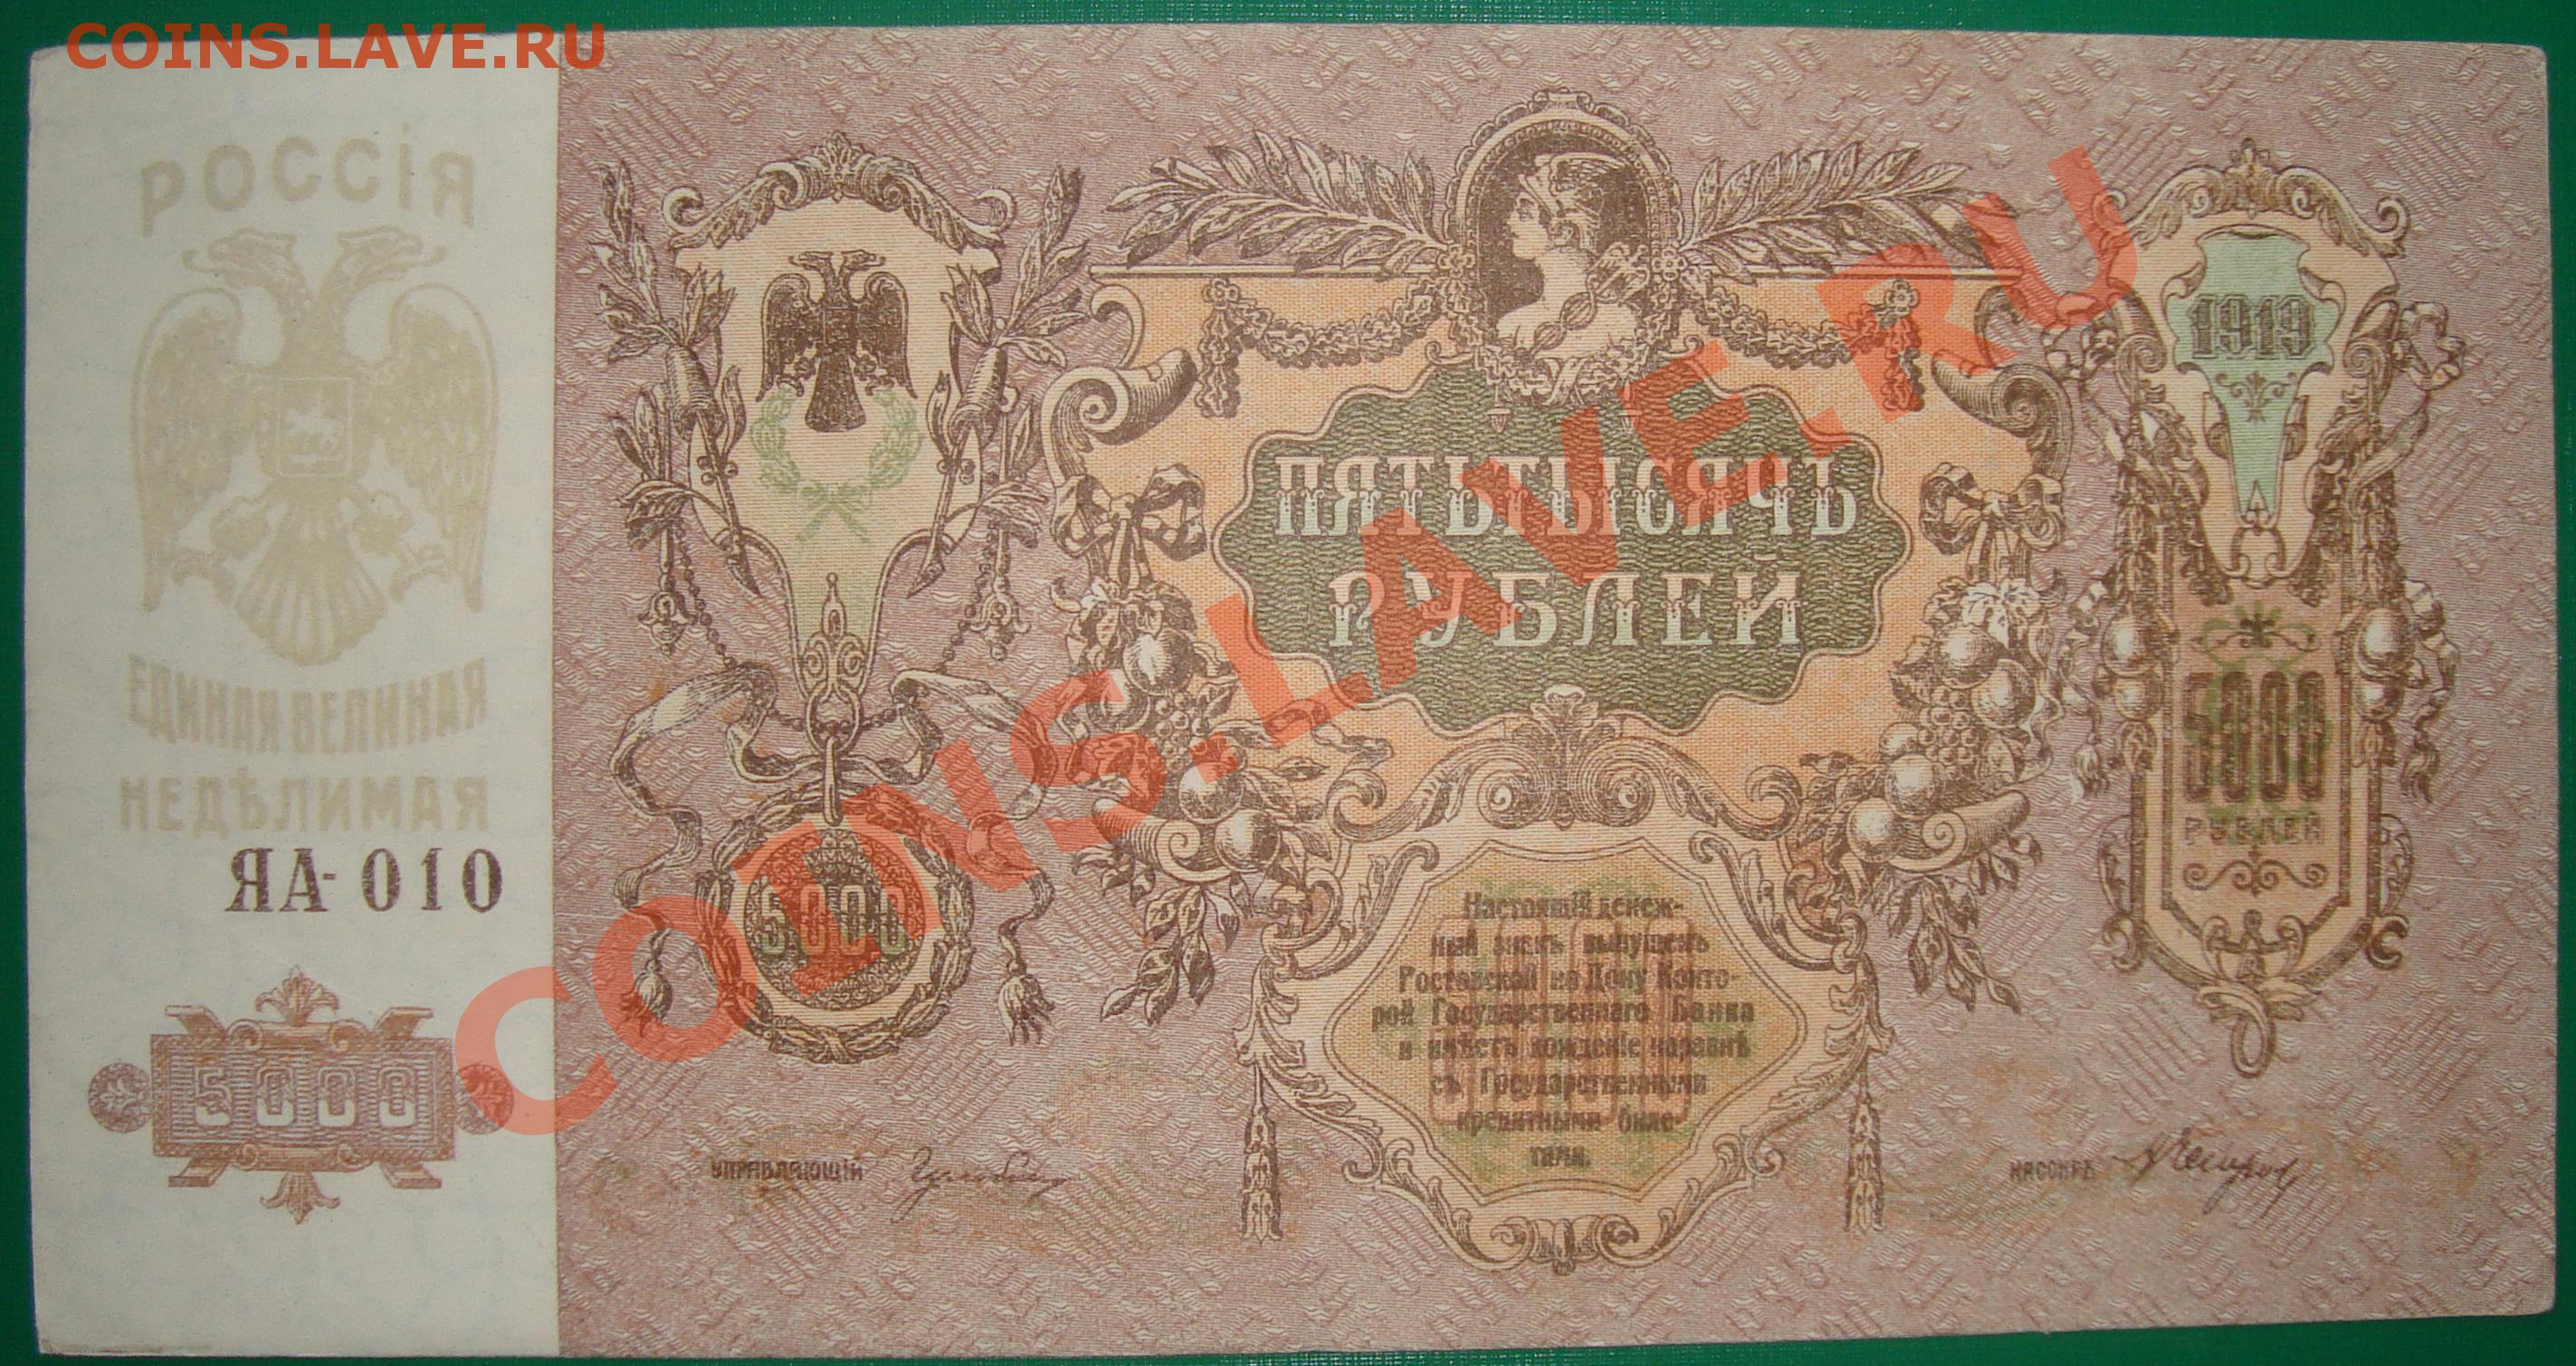 COINS.LAVE.RU
РОССІЯ
ЕДИНАЯ ВЕЛИКАЯ
НЕДѢЛИМАЯ
ЯА-010
5000
5000
ПЯТЬ ТЫСЯЧЪ
РУБЛЕЙ
1919
5000
РУБЛЕЙ
Настоящій денеж-
ный знакъ выпущенъ
Ростовской на Дону Конто-
рой Государственнаго Банка
и имѣетъ хожденіе наравнѣ
съ Государственными
кредитными биле-
тами.
УПРАВЛЯЮЩІЙ
КАССИРЪ
COINS.LAVE.RU